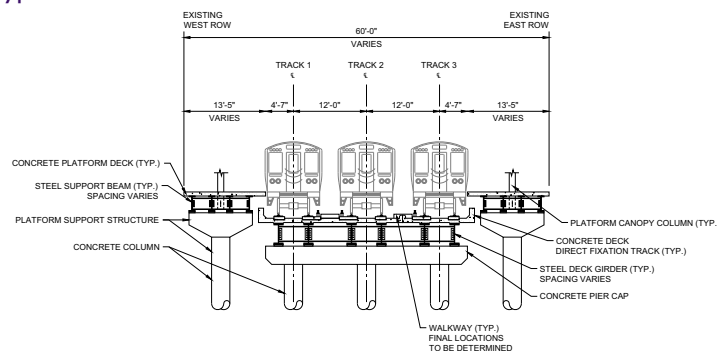 EXISTING
WEST ROW
EXISTING
EAST ROW
60'-0"
VARIES
TRACK 1
TRACK 2
TRACK 3
℄
℄
℄
13'-5"
VARIES
4'-7"
12'-0"
12'-0"
4'-7"
13'-5"
VARIES
CONCRETE PLATFORM DECK (TYP.)
STEEL SUPPORT BEAM (TYP.)
SPACING VARIES
PLATFORM SUPPORT STRUCTURE
CONCRETE COLUMN
PLATFORM CANOPY COLUMN (TYP.
CONCRETE DECK
DIRECT FIXATION TRACK (TYP.)
STEEL DECK GIRDER (TYP.)
SPACING VARIES
CONCRETE PIER CAP
WALKWAY (TYP.)
FINAL LOCATIONS
TO BE DETERMINED